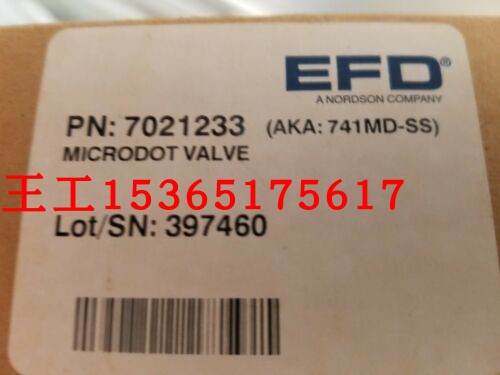 EFD®
A NORDSON COMPANY
PN: 7021233 (AKA: 741MD-SS)
MICRODOT VALVE
王工15365175617
Lot/SN: 397460